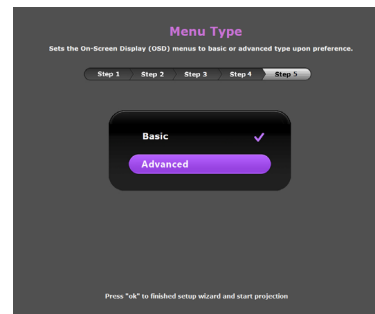 Menu Type
Sets the On-Screen Display (OSD) menus to basic or advanced type upon preference.
Step 1 Step 2 Step 3 Step 4 Step 5
Basic
Advanced
Press "ok" to finished setup wizard and start projection